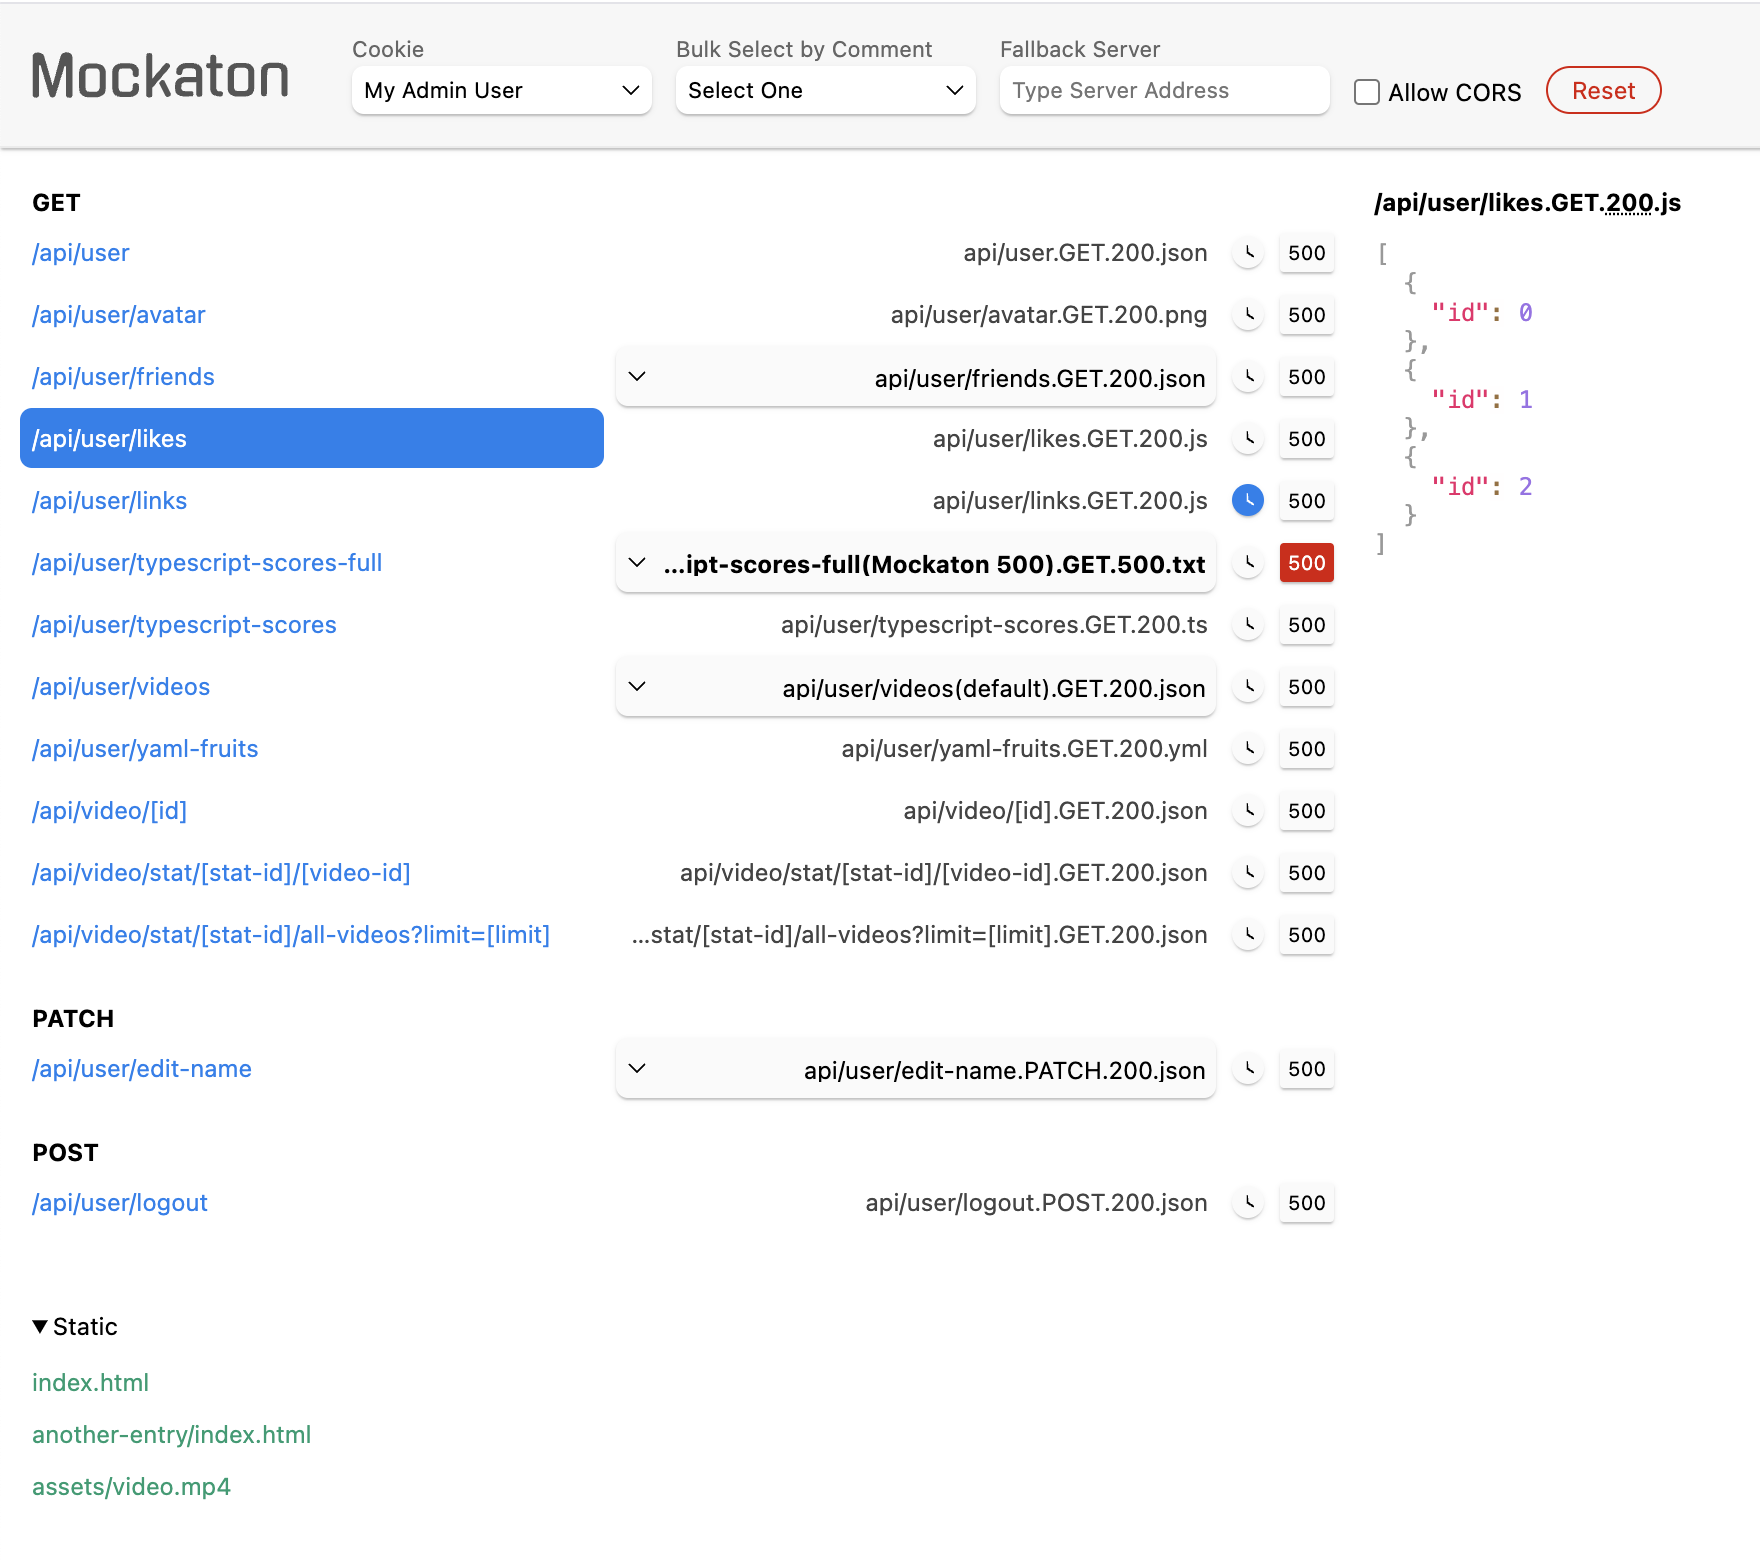 Mockaton
Cookie
My Admin User
Bulk Select by Comment
Select One
Fallback Server
Type Server Address
Allow CORS
Reset
GET
/api/user api/user.GET.200.json 500
/api/user/avatar api/user/avatar.GET.200.png 500
/api/user/friends api/user/friends.GET.200.json 500
/api/user/likes api/user/likes.GET.200.js 500
/api/user/links api/user/links.GET.200.js 500
/api/user/typescript-scores-full ...ipt-scores-full(Mockaton 500).GET.500.txt 500
/api/user/typescript-scores api/user/typescript-scores.GET.200.ts 500
/api/user/videos api/user/videos(default).GET.200.json 500
/api/user/yaml-fruits api/user/yaml-fruits.GET.200.yml 500
/api/video/[id] api/video/[id].GET.200.json 500
/api/video/stat/[stat-id]/[video-id] api/video/stat/[stat-id]/[video-id].GET.200.json 500
/api/video/stat/[stat-id]/all-videos?limit=[limit] ...stat/[stat-id]/all-videos?limit=[limit].GET.200.json 500
PATCH
/api/user/edit-name api/user/edit-name.PATCH.200.json 500
POST
/api/user/logout api/user/logout.POST.200.json 500
▼ Static
index.html
another-entry/index.html
assets/video.mp4
/api/user/likes.GET.200.js
[
{
"id": 0
},
{
"id": 1
},
{
"id": 2
}
]